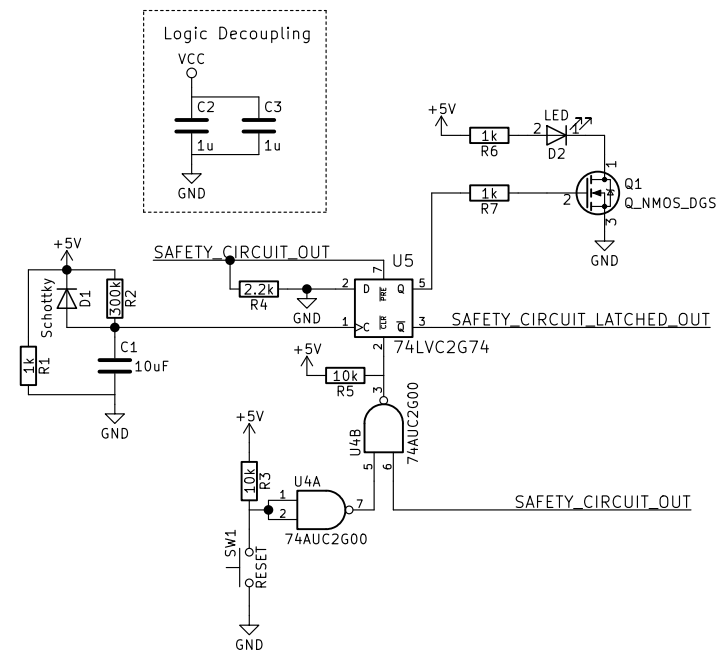 Logic Decoupling
VCC
C2
C3
1u
1u
GND
+5V
LED
1k
2
1
R6
D2
1
Q1
Q_NMOS_DGS
2
3
GND
1k
R7
SAFETY_CIRCUIT_OUT
U5
7
2.2k
R4
GND
2
D
PRE
Q
5
1
C
CLR
Q
3
2
74LVC2G74
SAFETY_CIRCUIT_LATCHED_OUT
+5V
Schottky
D1
300k
R2
1k
R1
C1
10uF
GND
+5V
10k
R5
3
U4B
74AUC2G00
5
6
SAFETY_CIRCUIT_OUT
+5V
10k
R3
U4A
1
2
7
74AUC2G00
SW1
RESET
GND